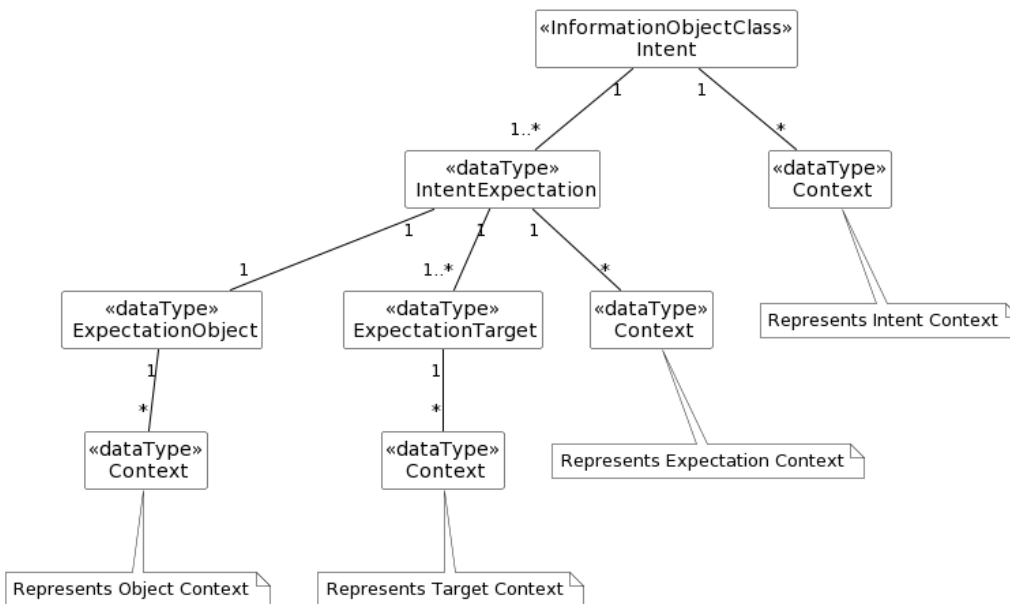 «InformationObjectClass»
Intent
1
1
1..*
*
«dataType»
IntentExpectation
«dataType»
Context
1
1
1
1
1..*
*
Represents Intent Context
«dataType»
ExpectationObject
«dataType»
ExpectationTarget
«dataType»
Context
1
1
*
*
«dataType»
Context
«dataType»
Context
Represents Expectation Context
Represents Object Context
Represents Target Context